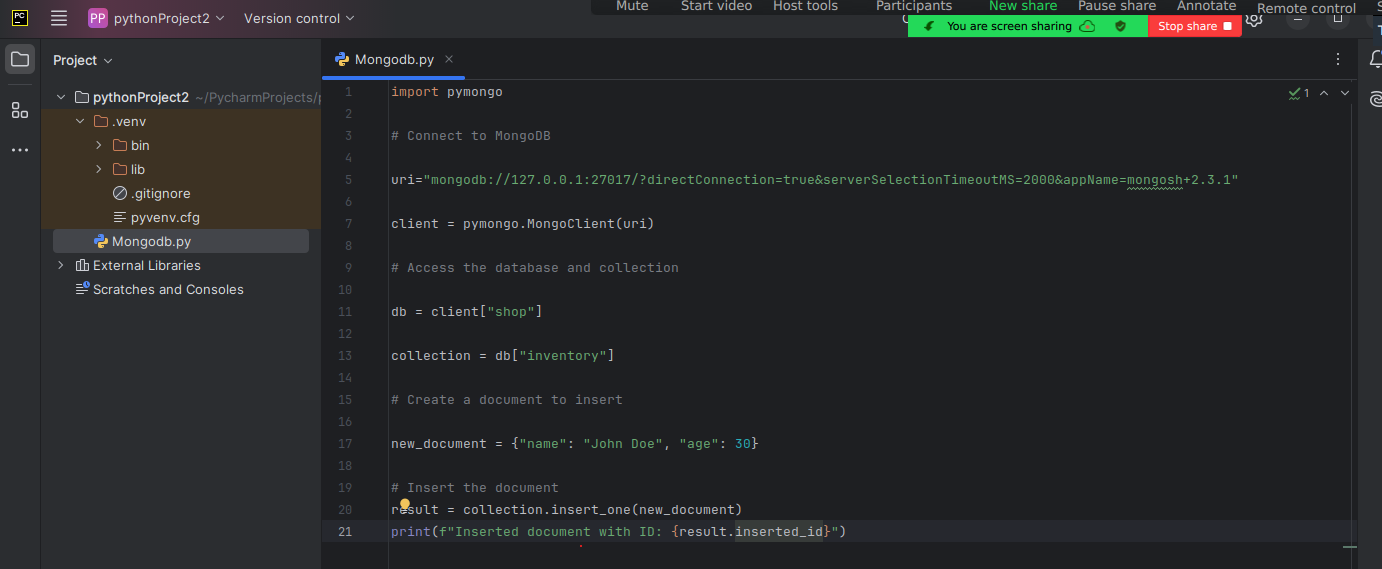 Mute Start video Host tools Participants New share Pause share Annotate Remote control
PC PP pythonProject2 Version control
You are screen sharing Stop share
Project
Mongodb.py
pythonProject2 ~/PycharmProjects/
.venv
bin
lib
.gitignore
pyvenv.cfg
Mongodb.py
External Libraries
Scratches and Consoles
1
1 import pymongo
2
3 # Connect to MongoDB
4
5 uri="mongodb://127.0.0.1:27017/?directConnection=true&serverSelectionTimeoutMS=2000&appName=mongosh+2.3.1"
6
7 client = pymongo.MongoClient(uri)
8
9 # Access the database and collection
10
11 db = client["shop"]
12
13 collection = db["inventory"]
14
15 # Create a document to insert
16
17 new_document = {"name": "John Doe", "age": 30}
18
19 # Insert the document
20 result = collection.insert_one(new_document)
21 print(f"Inserted document with ID: {result.inserted_id}")